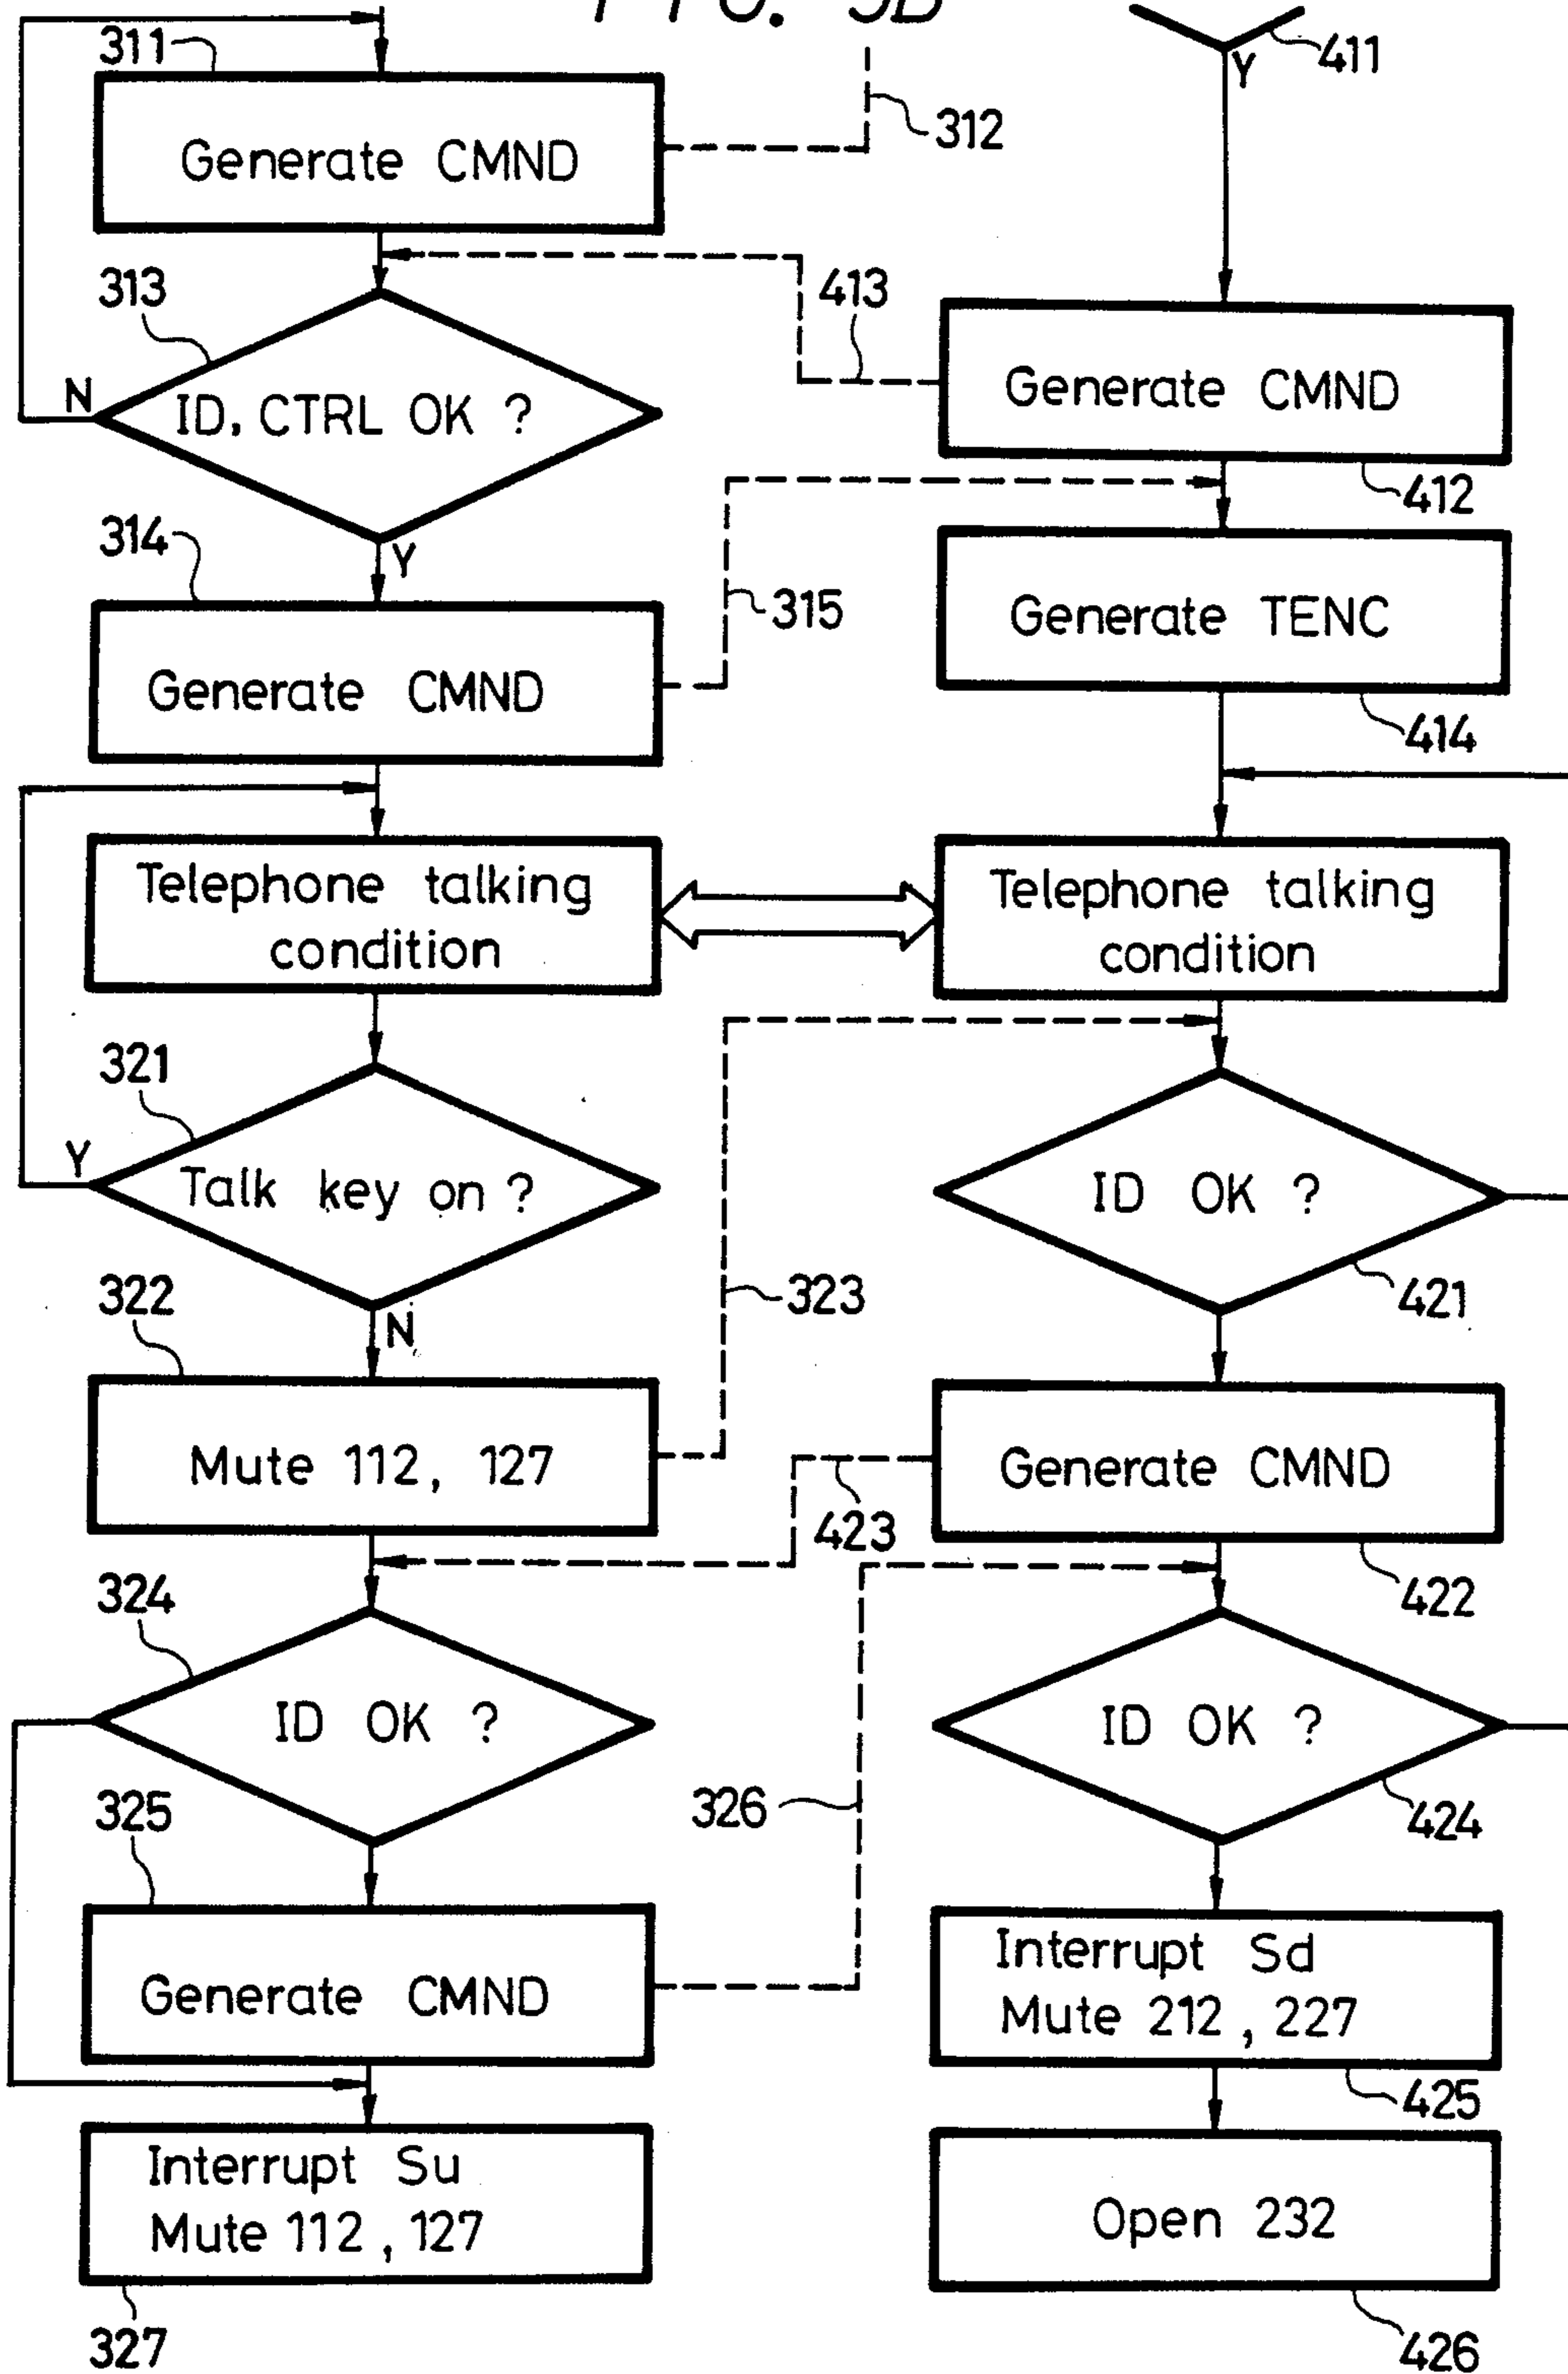 FIG. 3B
311
411
Y
312
Generate CMND
313
413
N
ID, CTRL OK ?
Generate CMND
412
314
Y
315
Generate TENC
Generate CMND
414
Telephone talking
condition
Telephone talking
condition
321
Y
Talk key on ?
ID OK ?
421
322
323
N
Mute 112, 127
Generate CMND
423
422
324
ID OK ?
ID OK ?
326
325
424
Generate CMND
Interrupt Sd
Mute 212, 227
425
Interrupt Su
Mute 112, 127
Open 232
327
426